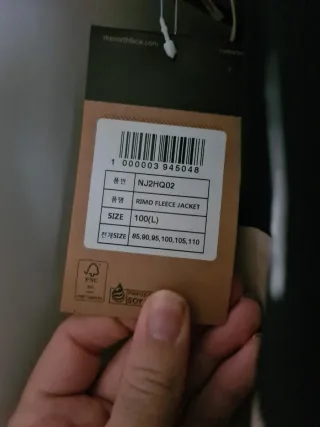 1 000003 945048
품번 NJ2HQ02
품명 RIMO FLEECE JACKET
SIZE 100(L)
전개SIZE 85,90,95,100,105,110
FSC